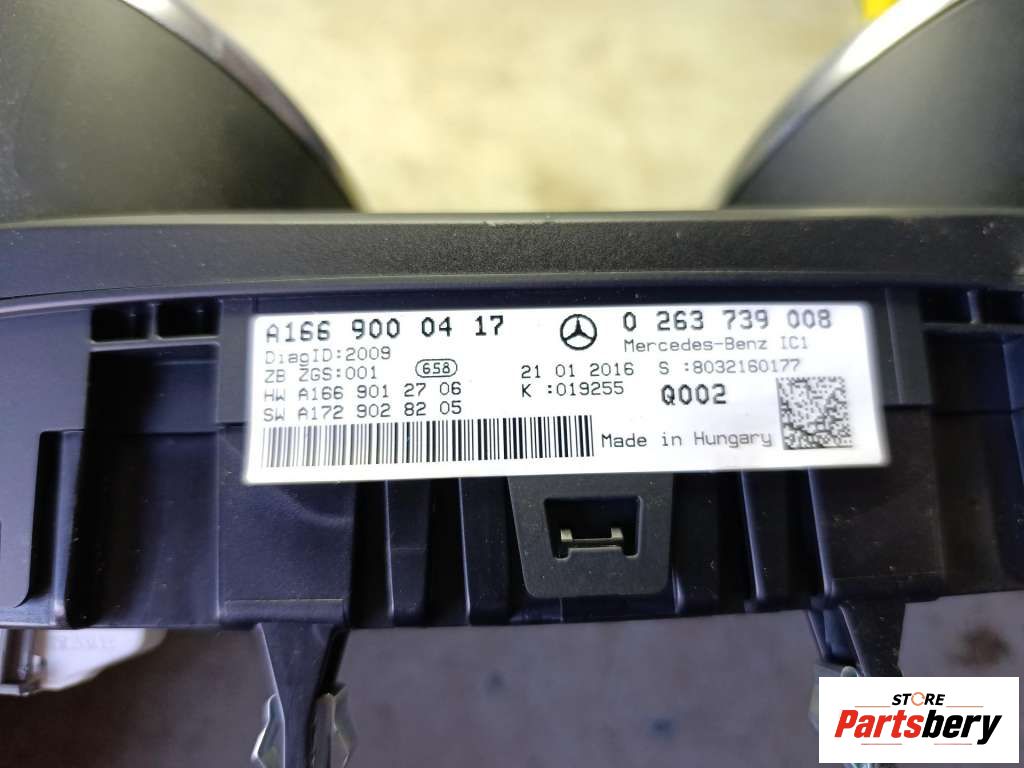 A166 900 04 17
0 263 739 008
DiagID:2009
Mercedes-Benz IC1
ZB ZGS:001
658
21 01 2016
S :8032160177
HW A166 901 27 06
K :019255
Q002
SW A172 902 82 05
Made in Hungary
STORE
Partsbery